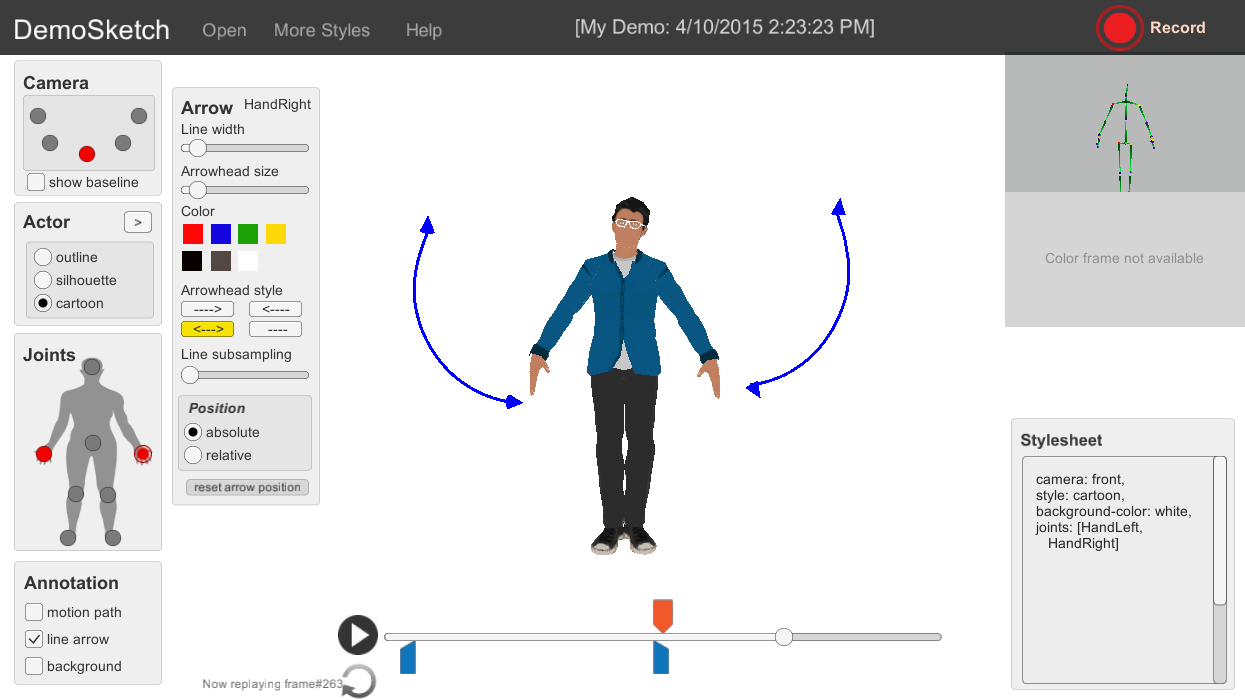 DemoSketch
Open
More Styles
Help
[My Demo: 4/10/2015 2:23:23 PM]
Record
Camera
show baseline
Actor
>
outline
silhouette
cartoon
Joints
Annotation
motion path
line arrow
background
Arrow
HandRight
Line width
Arrowhead size
Color
Arrowhead style
---->
<----
<--->
----
Line subsampling
Position
absolute
relative
reset arrow position
Now replaying frame#263
Color frame not available
Stylesheet
camera: front,
style: cartoon,
background-color: white,
joints: [HandLeft,
HandRight]